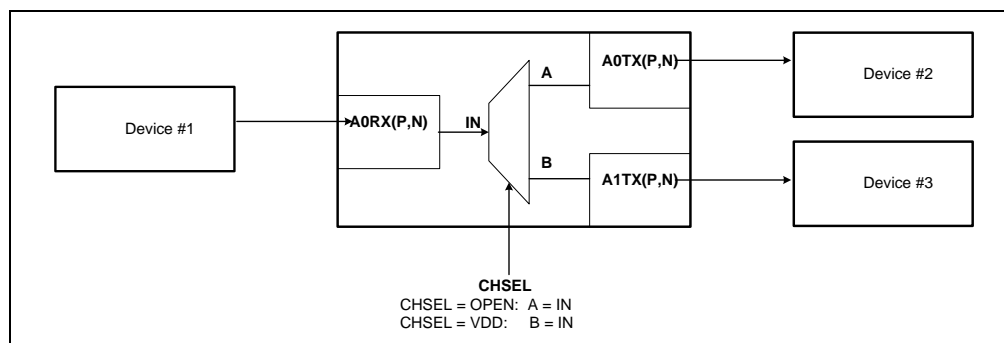 A0TX(P,N)
Device #2
A
Device #1
A0RX(P,N)
IN
B
A1TX(P,N)
Device #3
CHSEL
CHSEL = OPEN: A = IN
CHSEL = VDD: B = IN